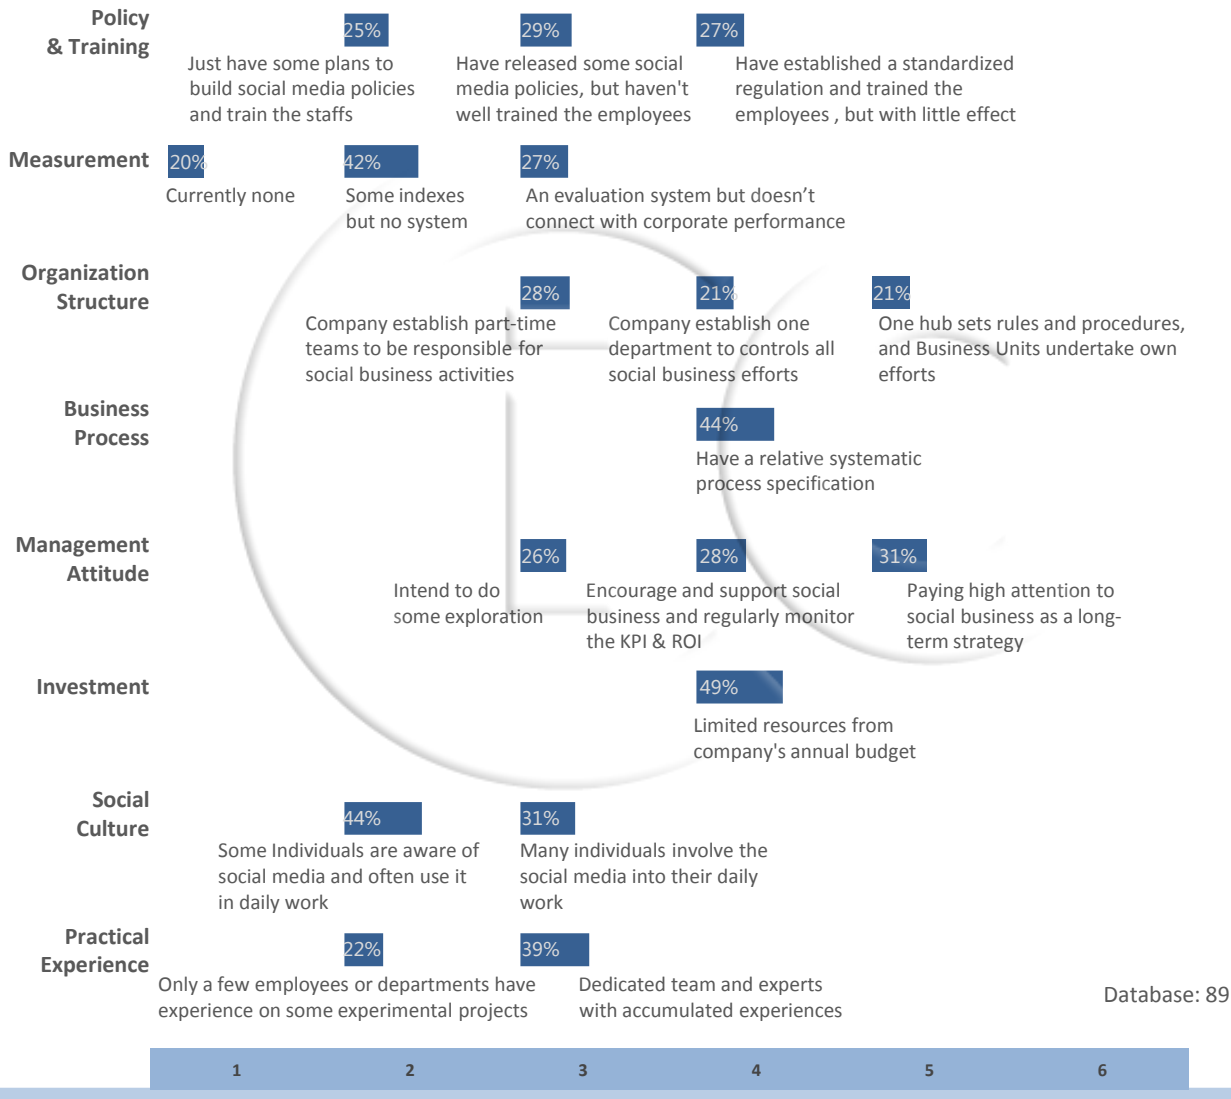 Policy
& Training
25%
29%
27%
Just have some plans to
build social media policies
and train the staffs
Have released some social
media policies, but haven't
well trained the employees
Have established a standardized
regulation and trained the
employees , but with little effect
Measurement
20%
42%
27%
Currently none
Some indexes
but no system
An evaluation system but doesn’t
connect with corporate performance
Organization
Structure
28%
21%
21%
Company establish part-time
teams to be responsible for
social business activities
Company establish one
department to controls all
social business efforts
One hub sets rules and procedures,
and Business Units undertake own
efforts
Business
Process
44%
Have a relative systematic
process specification
Management
Attitude
26%
28%
31%
Intend to do
some exploration
Encourage and support social
business and regularly monitor
the KPI & ROI
Paying high attention to
social business as a long-
term strategy
Investment
49%
Limited resources from
company's annual budget
Social
Culture
44%
31%
Some Individuals are aware of
social media and often use it
in daily work
Many individuals involve the
social media into their daily
work
Practical
Experience
22%
39%
Only a few employees or departments have
experience on some experimental projects
Dedicated team and experts
with accumulated experiences
Database: 89
1 2 3 4 5 6